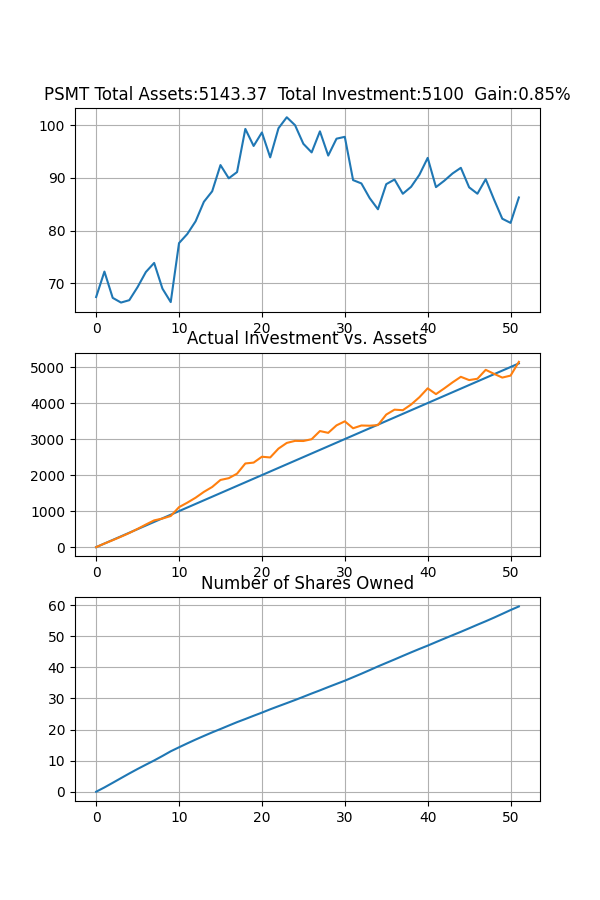 PSMT Total Assets:5143.37  Total Investment:5100  Gain:0.85%
100
90
80
70
0 10 20 30 40 50
Actual Investment vs. Assets
5000
4000
3000
2000
1000
0
0 10 20 30 40 50
Number of Shares Owned
60
50
40
30
20
10
0
0 10 20 30 40 50